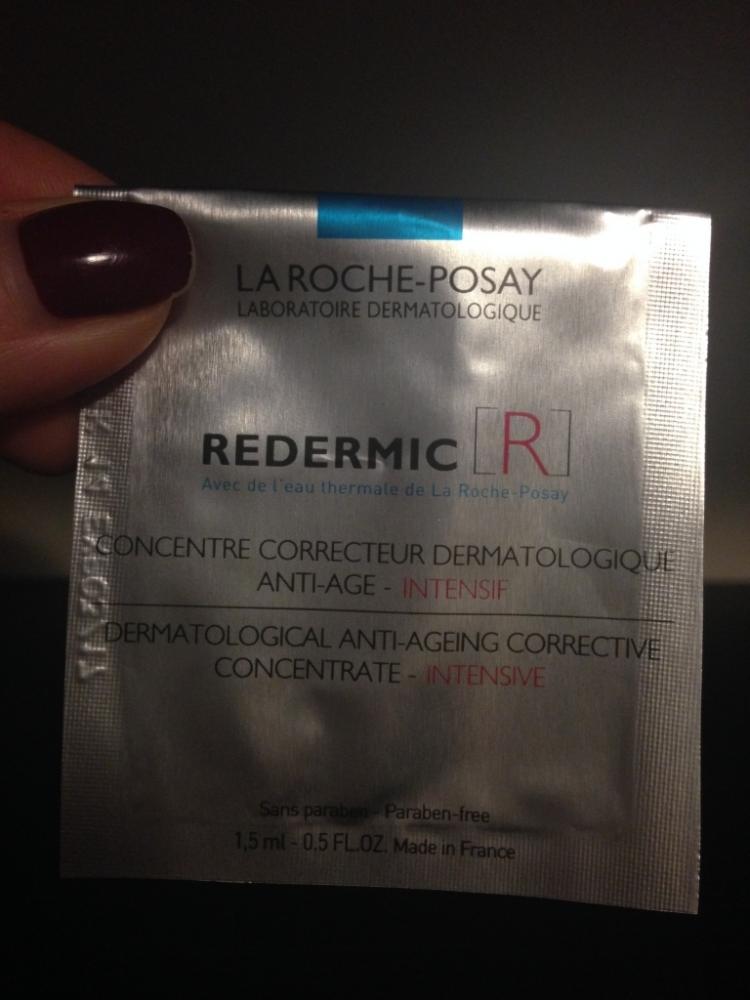 LA ROCHE-POSAY
LABORATOIRE DERMATOLOGIQUE
REDERMIC [R]
Avec de l'eau thermale de La Roche-Posay
CONCENTRE CORRECTEUR DERMATOLOGIQUE
ANTI-AGE - INTENSIF
DERMATOLOGICAL ANTI-AGEING CORRECTIVE
CONCENTRATE - INTENSIVE
Sans paraben - Paraben-free
1,5 ml - 0.5 FL.OZ. Made in France